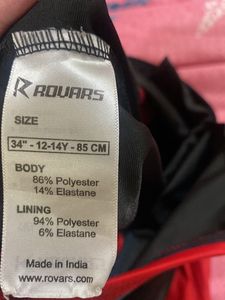 ROVARS
SIZE
34" - 12-14Y - 85 CM
BODY
86% Polyester
14% Elastane
LINING
94% Polyester
6% Elastane
Made in India
www.rovars.com